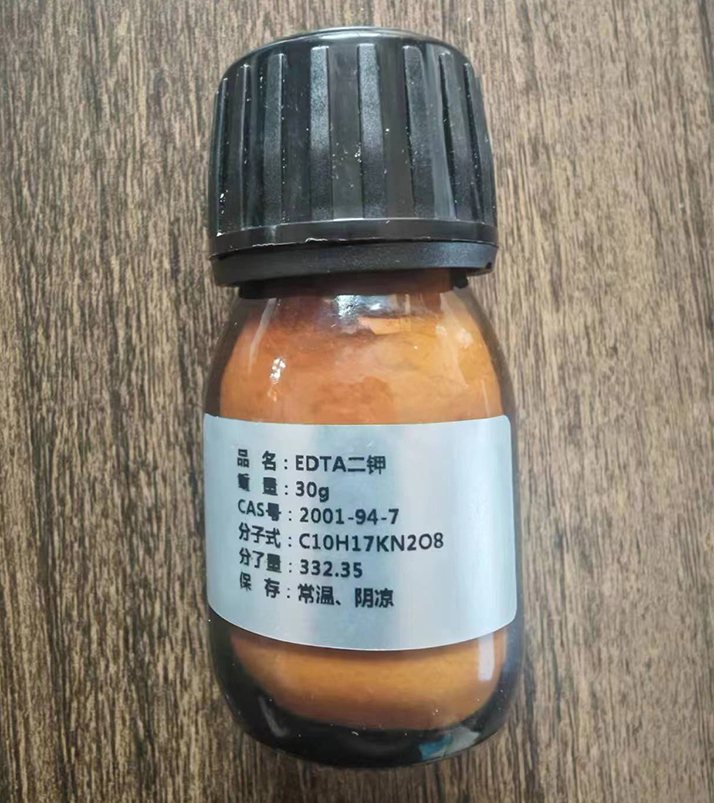 品 名：EDTA二钾
重 量：30g
CAS号：2001-94-7
分子式：C10H17KN2O8
分了量：332.35
保 存：常温、阴凉